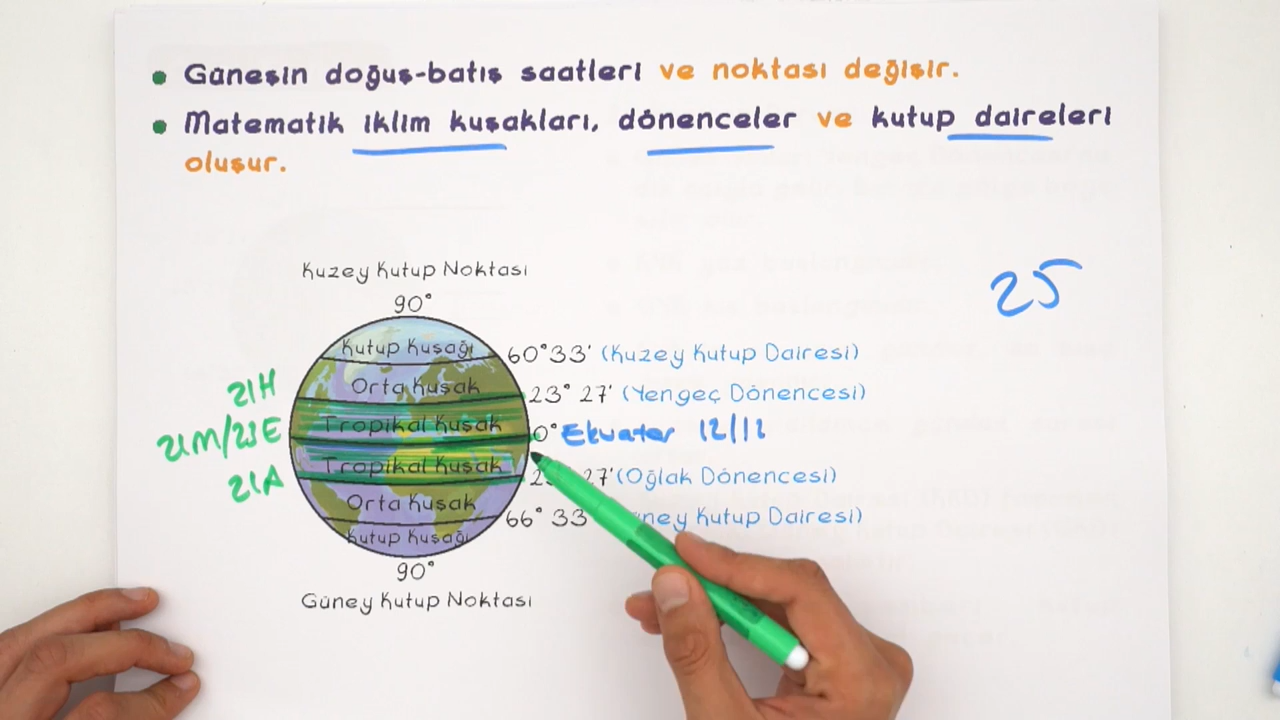 Güneşin doğuş-batış saatleri ve noktası değişir.
Matematik iklim kuşakları, dönenceler ve kutup daireleri
oluşur.
25
Kuzey Kutup Noktası
90°
Kutup Kuşağı
60°33' (Kuzey Kutup Dairesi)
21H
Orta Kuşak
23° 27' (Yengeç Dönencesi)
21M/23E
Tropikal Kuşak
0° Ekvator 12/12
21A
Tropikal Kuşak
27' (Oğlak Dönencesi)
Orta Kuşak
66° 33 Kutup Dairesi)
Kutup Kuşağı
90°
Güney Kutup Noktası